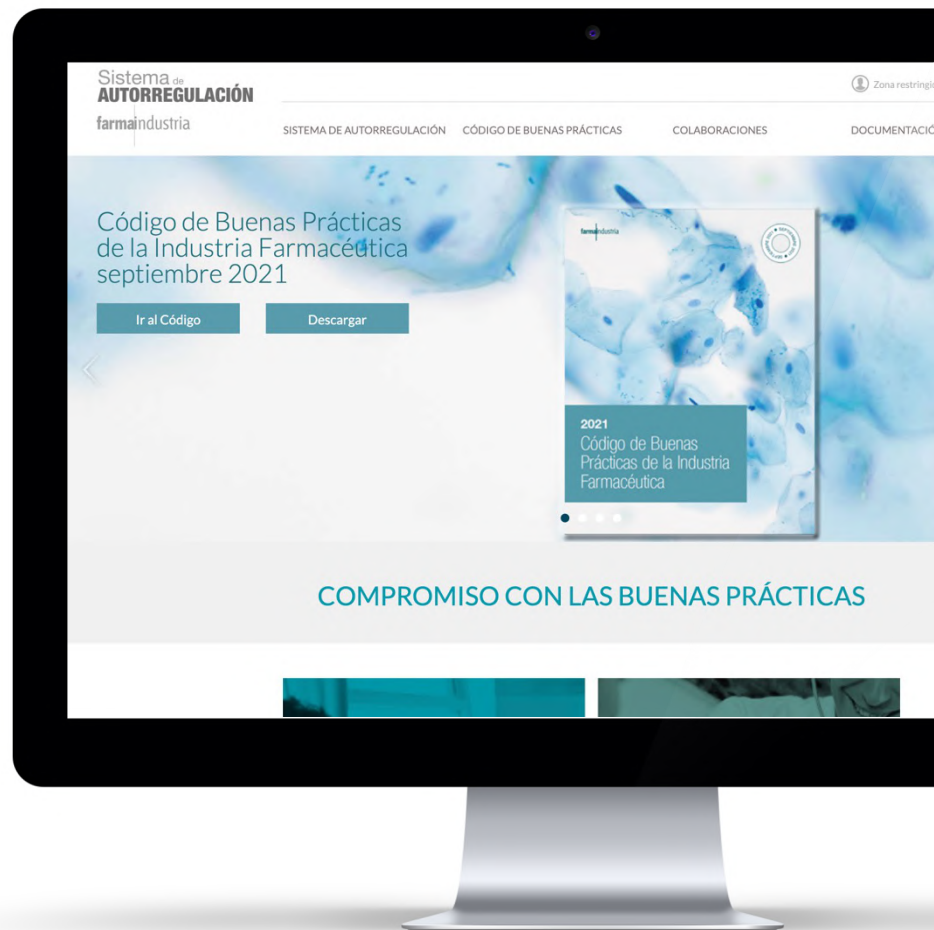 Sistema de
AUTORREGULACIÓN
farmaindustria
Zona
SISTEMA DE AUTORREGULACIÓN
CÓDIGO DE BUENAS PRÁCTICAS
COLABORACIONES
Código de Buenas Prácticas
de la Industria Farmacéutica
septiembre 2021
Ir al Código
Descargar
farmaindustria
2021
Código de Buenas
Prácticas de la Industria
Farmacéutica
COMPROMISO CON LAS BUENAS PRÁCTICAS